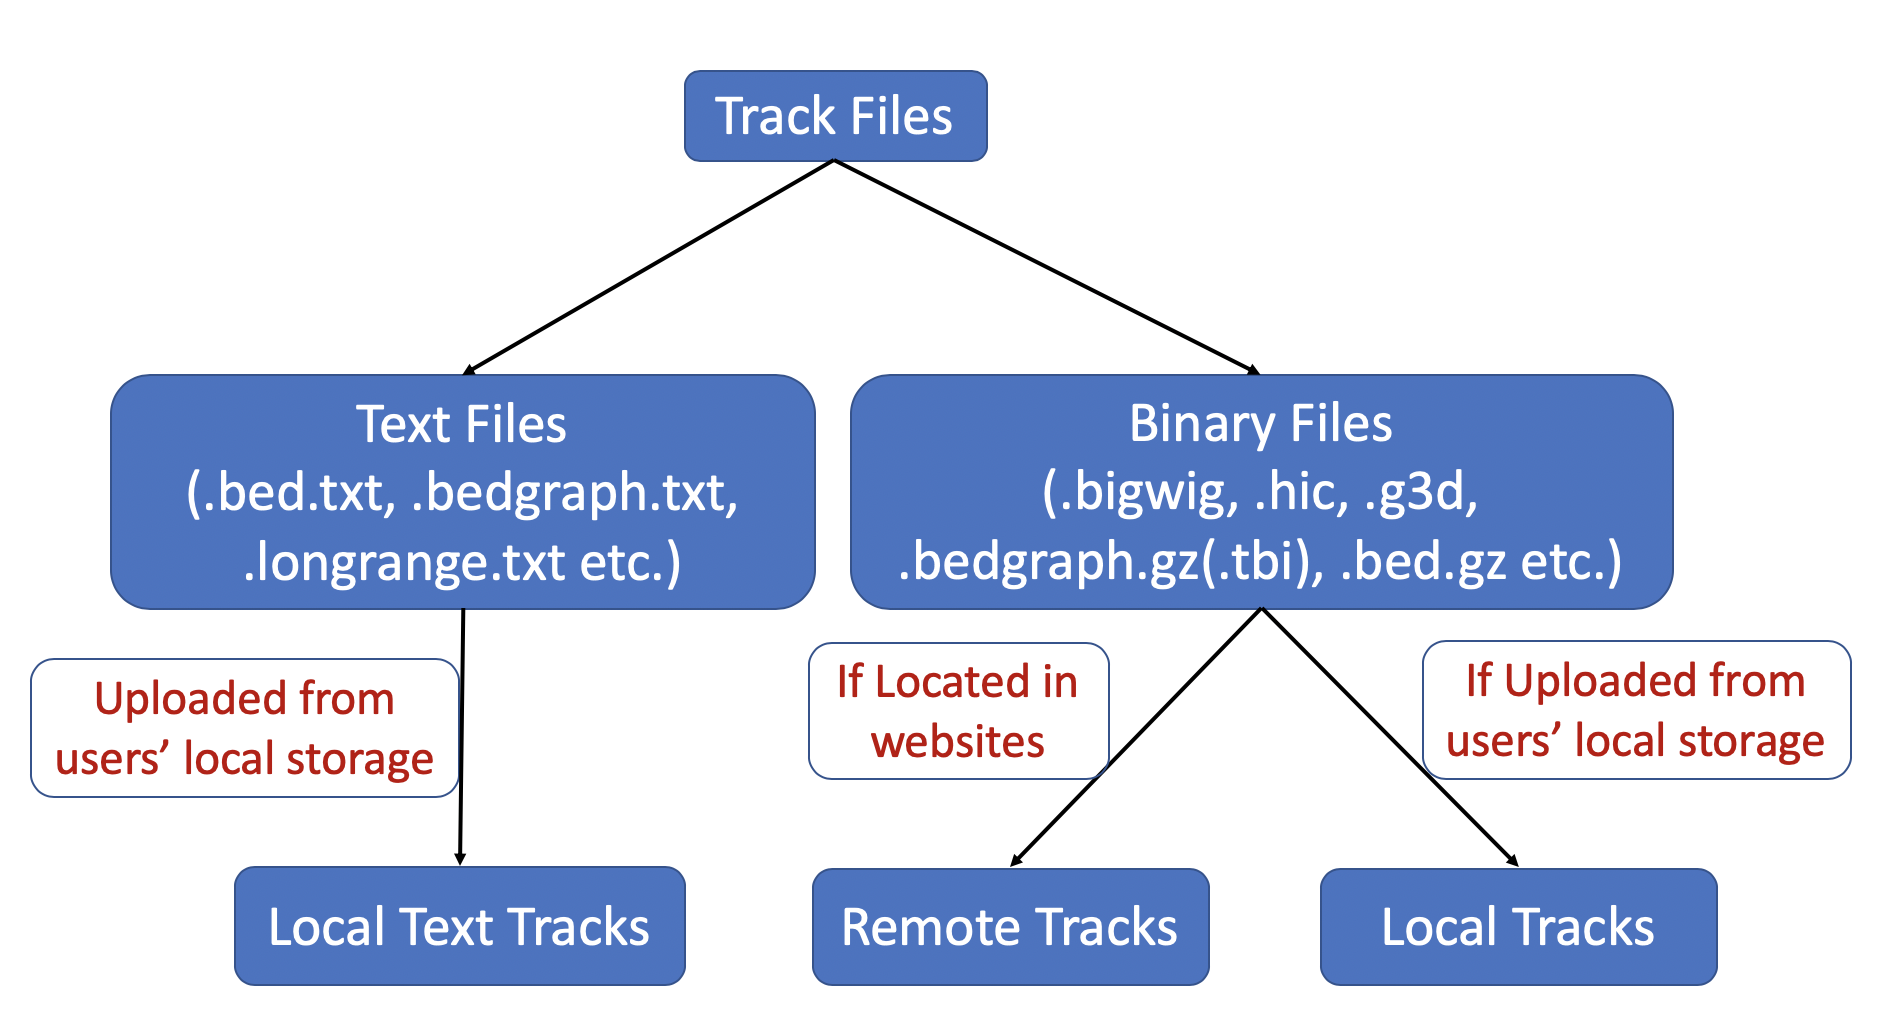 Track Files
Text Files
(.bed.txt, .bedgraph.txt,
.longrange.txt etc.)
Binary Files
(.bigwig, .hic, .g3d,
.bedgraph.gz(.tbi), .bed.gz etc.)
Uploaded from
users’ local storage
If Located in
websites
If Uploaded from
users’ local storage
Local Text Tracks
Remote Tracks
Local Tracks